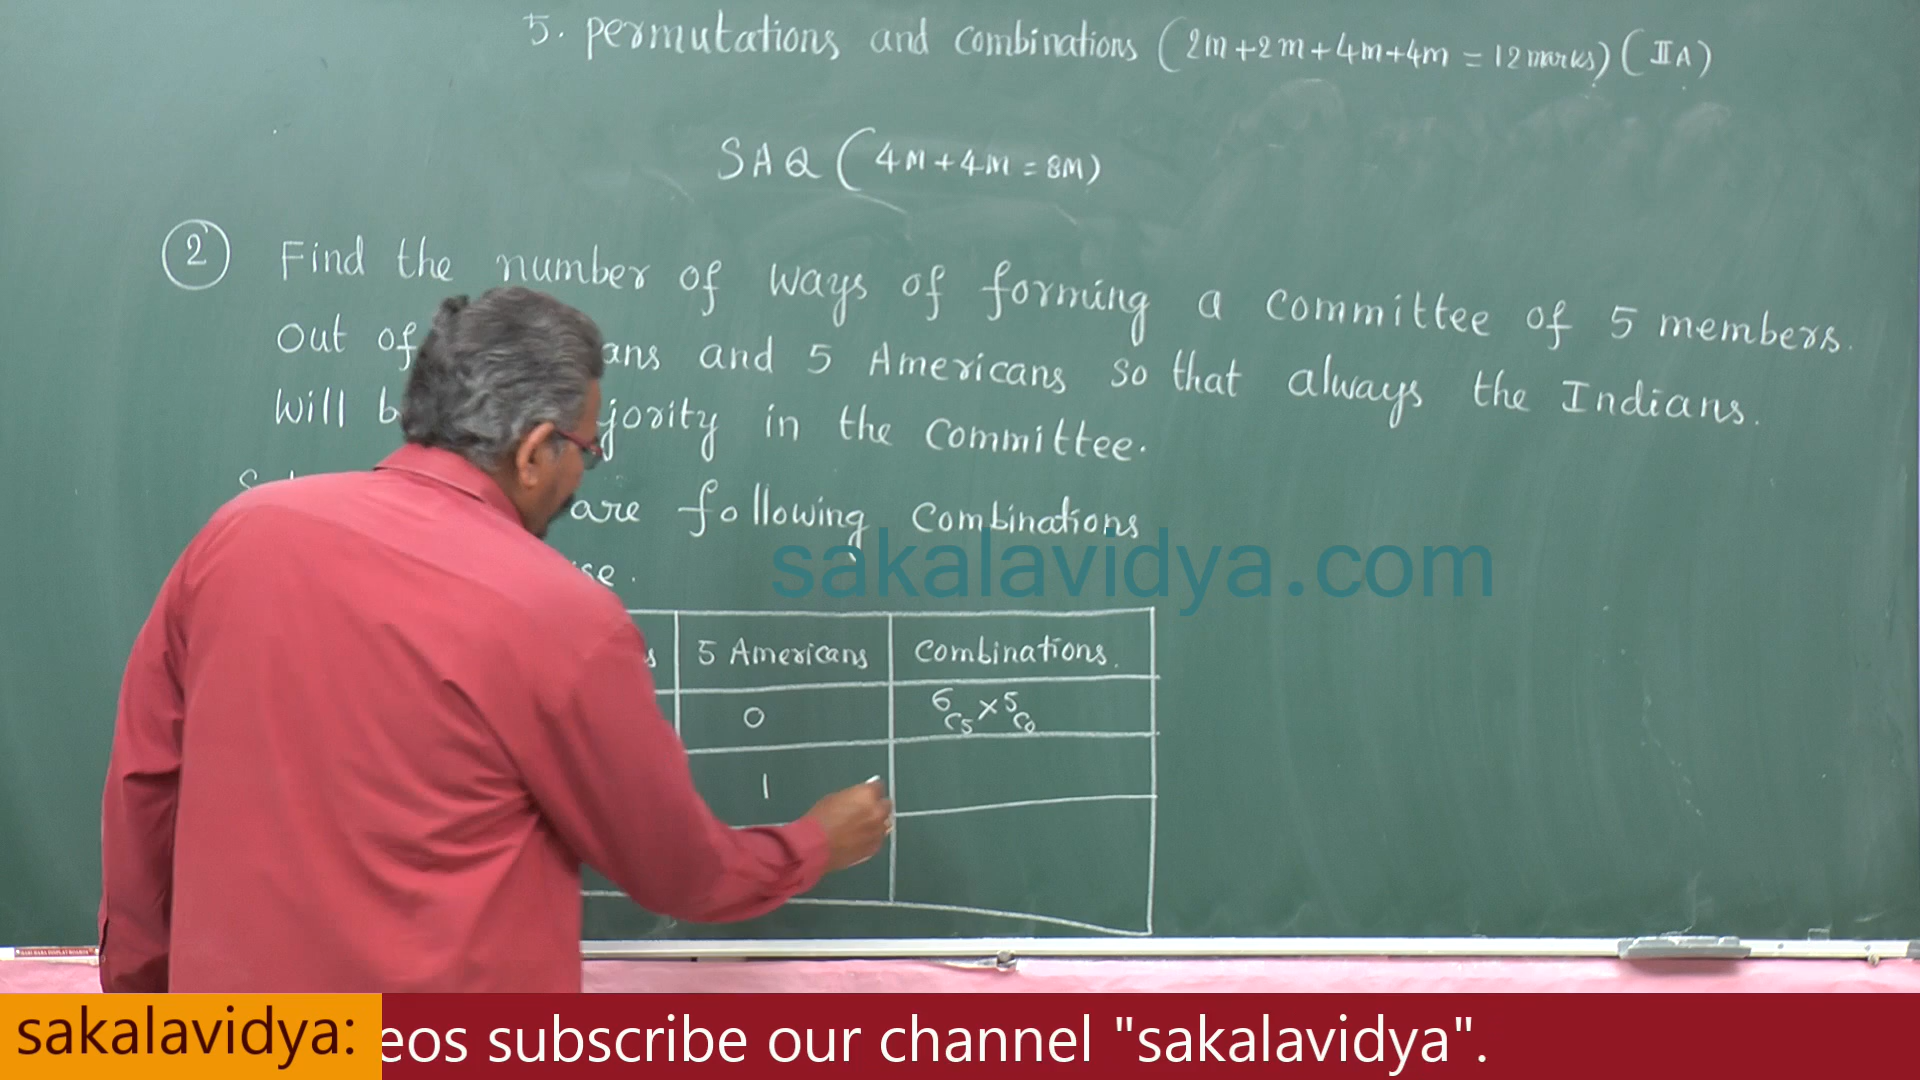 5. permutations and combinations (2m+2m+4m+4m = 12 marks) (IIA)
SAQ (4M+4M = 8M)
2 Find the number of ways of forming a committee of 5 members.
out of ans and 5 Americans so that always the Indians.
will b jority in the committee.
are following combinations
sakalavidya.com
se.
s 5 Americans combinations.
0 6C5 × 5C0
1
sakalavidya: eos subscribe our channel "sakalavidya".